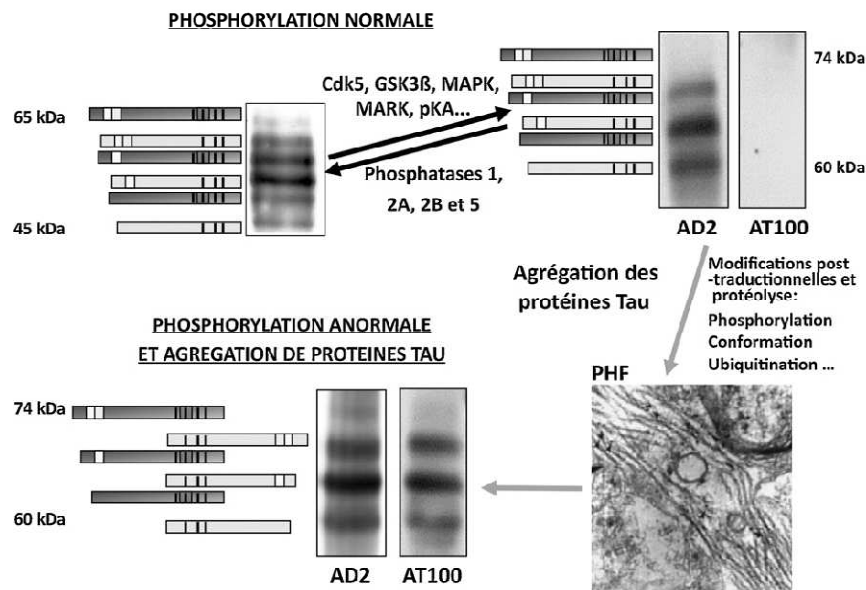 PHOSPHORYLATION NORMALE
65 kDa
45 kDa
Cdk5, GSK3ß, MAPK,
MARK, pKA...
Phosphatases 1,
2A, 2B et 5
74 kDa
60 kDa
AD2
AT100
Agrégation des
protéines Tau
Modifications post
-traductionnelles et
protéolyse:
Phosphorylation
Conformation
Ubiquitination ...
PHF
PHOSPHORYLATION ANORMALE
ET AGREGATION DE PROTEINES TAU
74 kDa
60 kDa
AD2
AT100